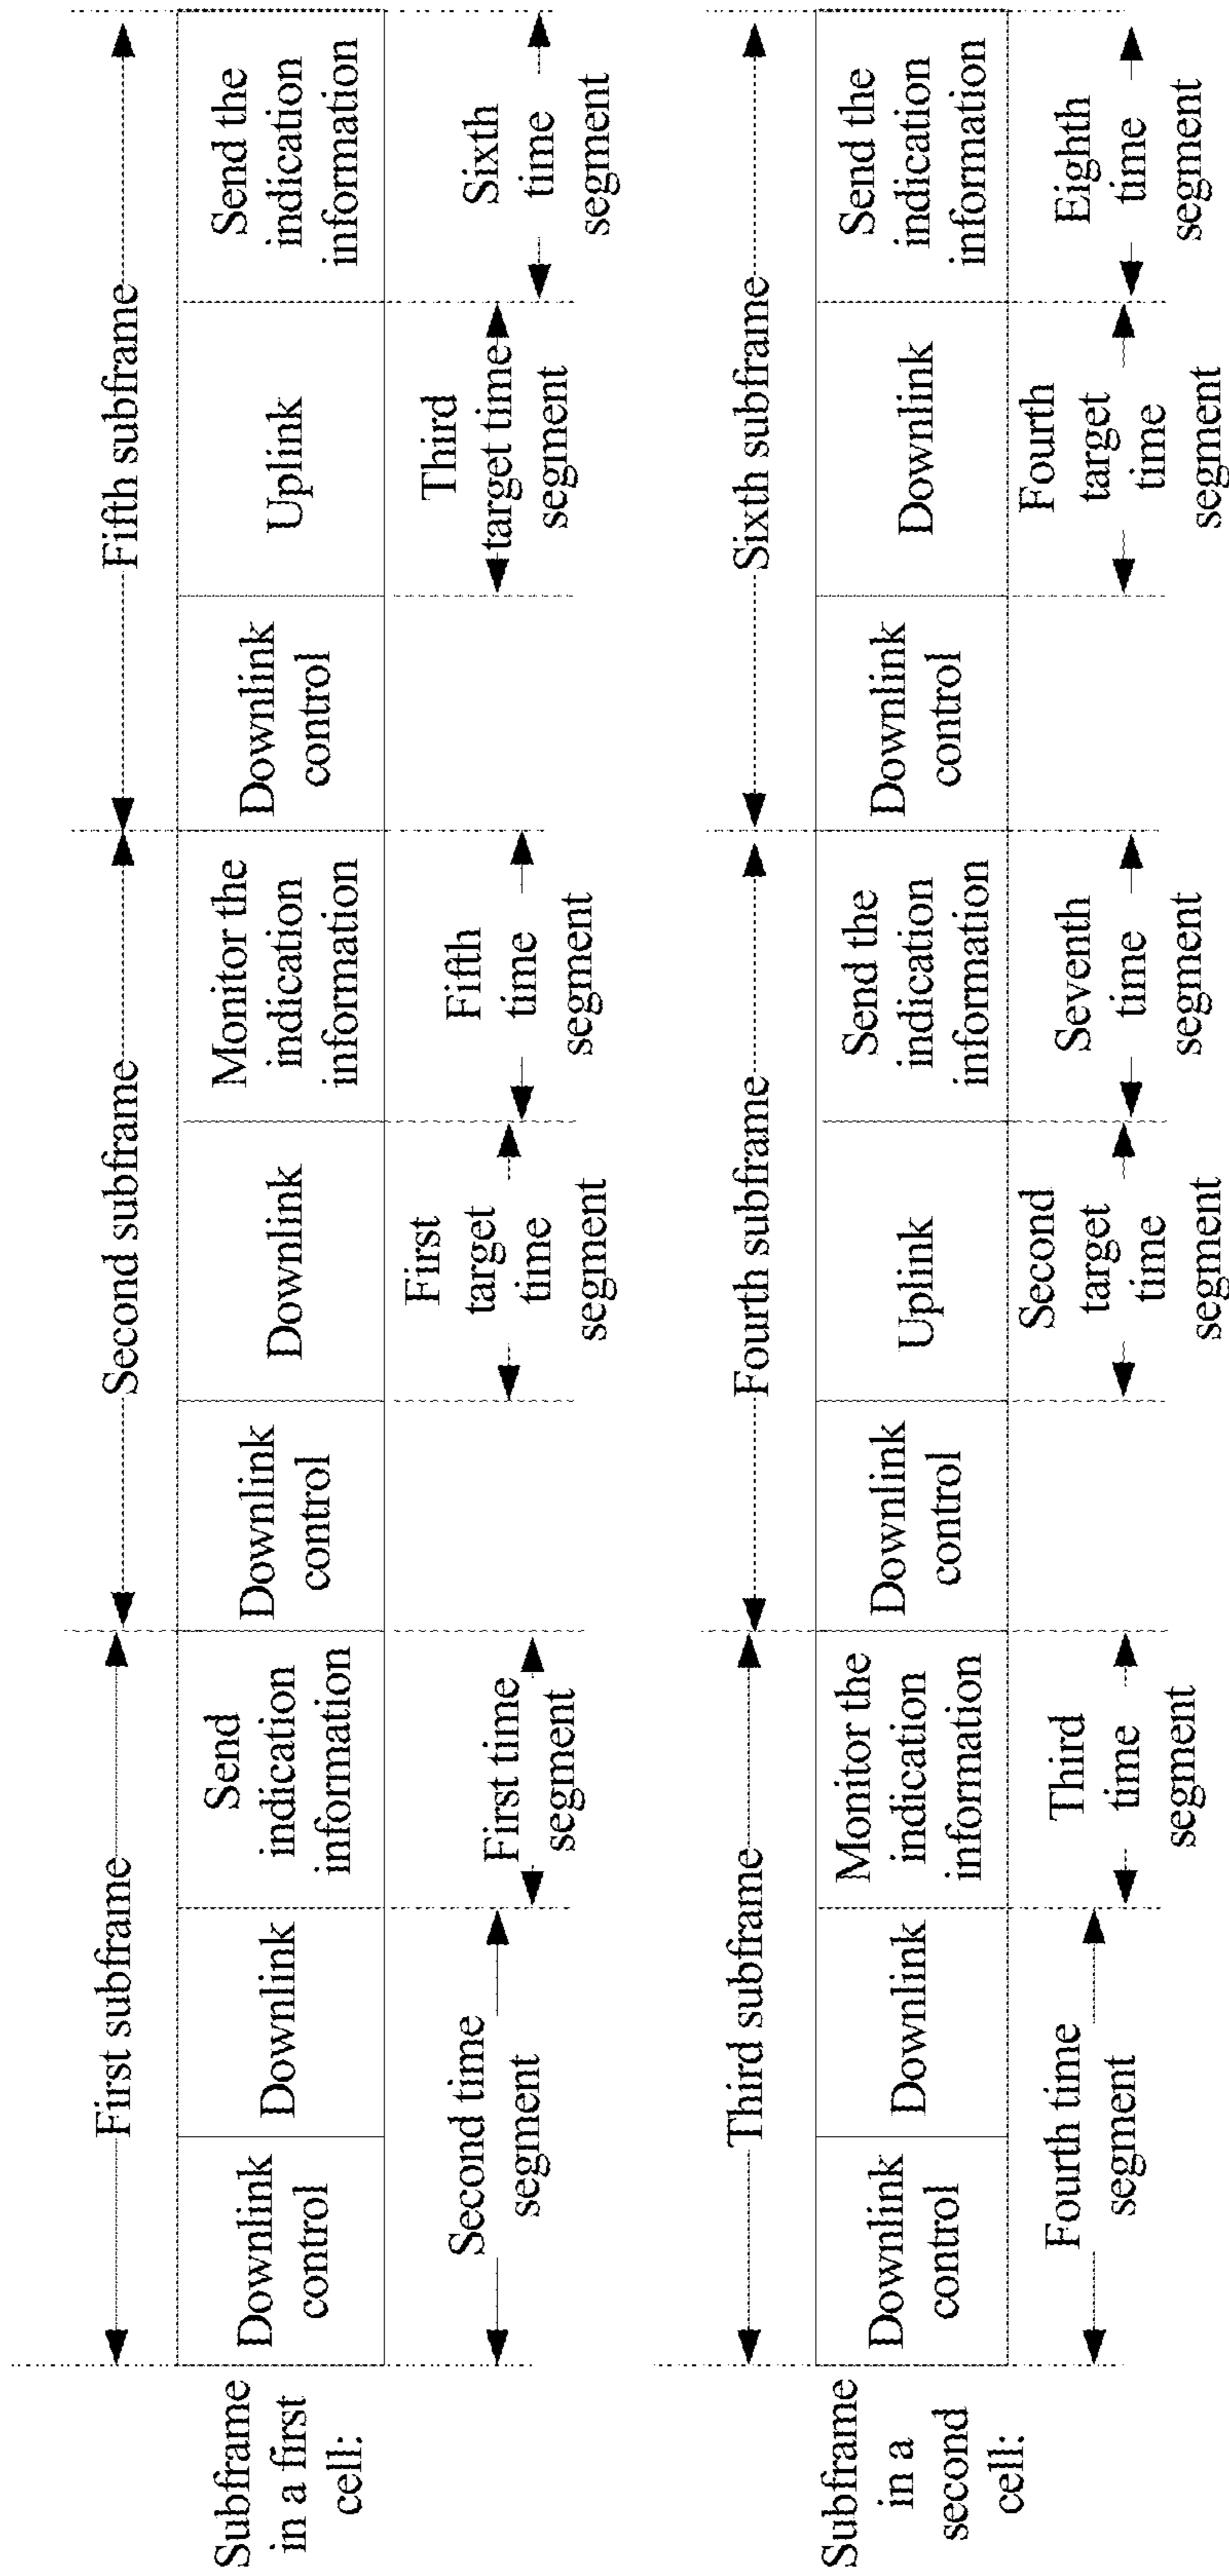 First subframe
Second subframe
Fifth subframe
Subframe
in a first
cell:
Downlink
control
Downlink
Send
indication
information
Downlink
control
Downlink
Monitor the
indication
information
Downlink
control
Uplink
Send the
indication
information
Second time
segment
First time
segment
First
target
time
segment
Fifth
time
segment
Third
target time
segment
Sixth
time
segment
Third subframe
Fourth subframe
Sixth subframe
Subframe
in a
second
cell:
Downlink
control
Downlink
Monitor the
indication
information
Downlink
control
Uplink
Send the
indication
information
Downlink
control
Downlink
Send the
indication
information
Fourth time
segment
Third
time
segment
Second
target
time
segment
Seventh
time
segment
Fourth
target
time
segment
Eighth
time
segment